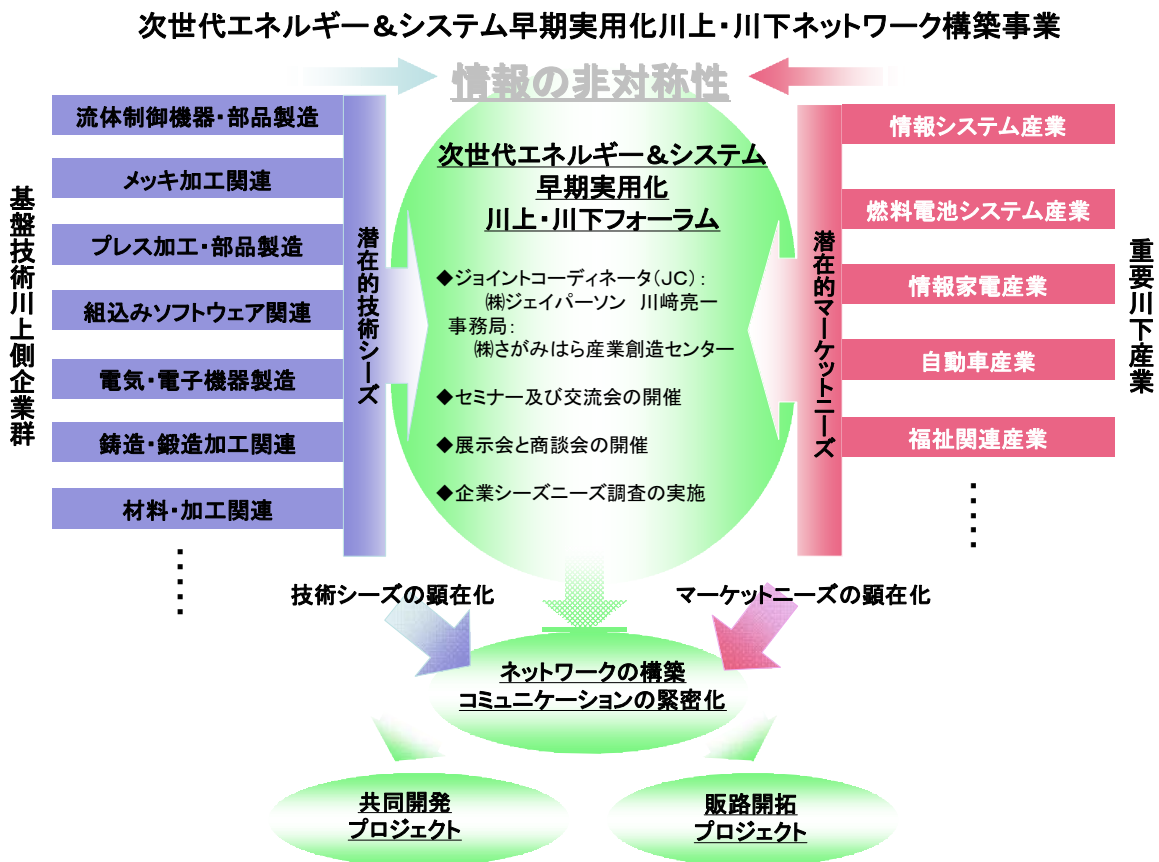 次世代エネルギー&システム早期実用化川上・川下ネットワーク構築事業
情報の非対称性
基盤技術川上側企業群
流体制御機器・部品製造
メッキ加工関連
プレス加工・部品製造
組込みソフトウェア関連
電気・電子機器製造
鋳造・鍛造加工関連
材料・加工関連
潜在的技術シーズ
次世代エネルギー&システム
早期実用化
川上・川下フォーラム
◆ジョイントコーディネータ(JC):
㈱ジェイパーソン 川﨑亮一
事務局:
㈱さがみはら産業創造センター
◆セミナー及び交流会の開催
◆展示会と商談会の開催
◆企業シーズニーズ調査の実施
潜在的マーケットニーズ
情報システム産業
燃料電池システム産業
情報家電産業
自動車産業
福祉関連産業
重要川下産業
技術シーズの顕在化
マーケットニーズの顕在化
ネットワークの構築
コミュニケーションの緊密化
共同開発
プロジェクト
販路開拓
プロジェクト